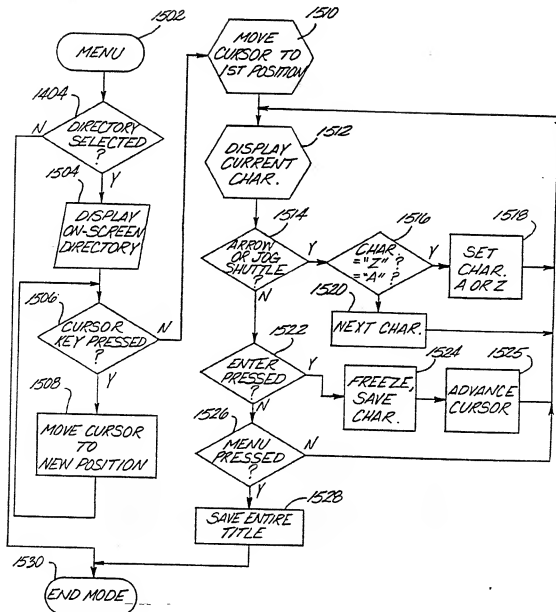 1502
MENU
1404
N
DIRECTORY
SELECTED
?
Y
1504
DISPLAY
ON-SCREEN
DIRECTORY
1506
CURSOR
KEY PRESSED
?
N
Y
1508
MOVE CURSOR
TO
NEW POSITION
1530
END MODE
1510
MOVE
CURSOR TO
1ST POSITION
1512
DISPLAY
CURRENT
CHAR.
1514
ARROW
OR JOG
SHUTTLE
?
Y
N
1516
CHAR
="Z" ?
="A" ?
Y
1518
SET
CHAR.
A OR Z
1520
NEXT CHAR.
1522
ENTER
PRESSED
?
Y
N
1524
FREEZE,
SAVE
CHAR.
1525
ADVANCE
CURSOR
1526
MENU
PRESSED
?
N
Y
1528
SAVE ENTIRE
TITLE